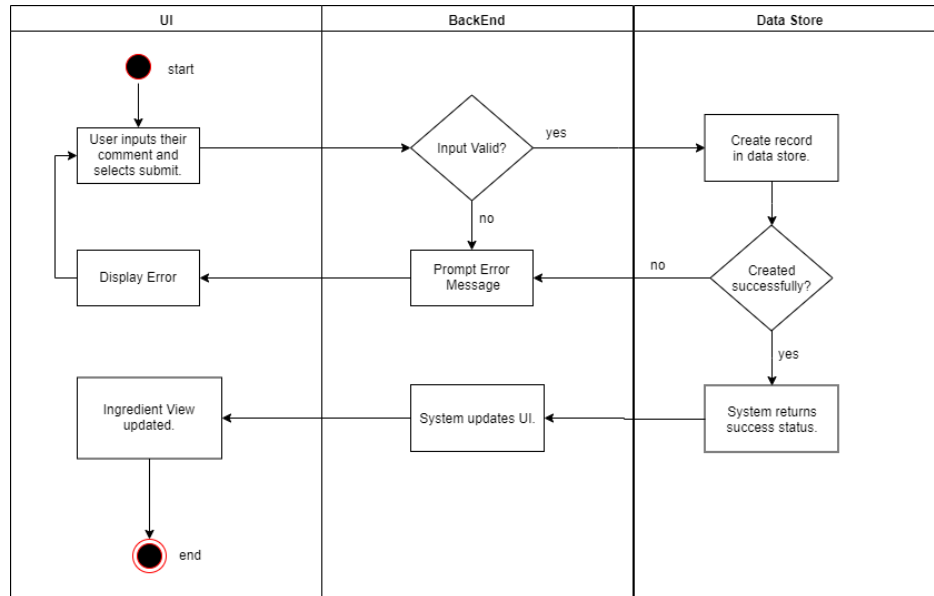 UI
BackEnd
Data Store
start
User inputs their
comment and
selects submit.
Input Valid?
yes
Create record
in data store.
no
Display Error
Prompt Error
Message
no
Created
successfully?
yes
Ingredient View
updated.
System updates UI.
System returns
success status.
end